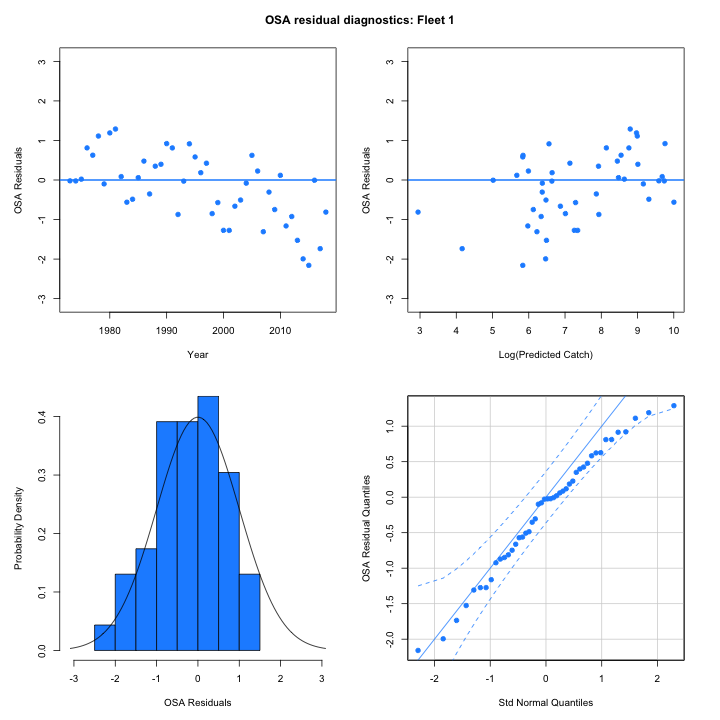 OSA residual diagnostics: Fleet 1
3
2
1
0
-1
-2
-3
OSA Residuals
1980 1990 2000 2010
Year
3
2
1
0
-1
-2
-3
OSA Residuals
3 4 5 6 7 8 9 10
Log(Predicted Catch)
0.4
0.3
0.2
0.1
0.0
Probability Density
-3 -2 -1 0 1 2 3
OSA Residuals
1.0
0.5
0.0
-0.5
-1.0
-1.5
-2.0
OSA Residual Quantiles
-2 -1 0 1 2
Std Normal Quantiles